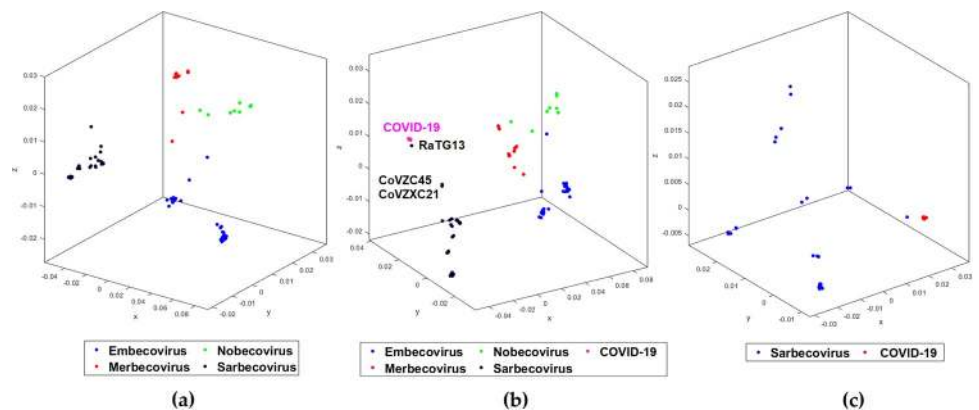 0.03
0.02
0.01
0
-0.01
-0.02
z
-0.04 -0.02 0 0.02 0.04 0.06 0.08
x
-0.02 -0.01 0 0.01 0.02 0.03
y
Embecovirus Nobecovirus
Merbecovirus Sarbecovirus
(a)
0.03
0.02
0.01
0
-0.01
-0.02
z
COVID-19
RaTG13
CoVZC45
CoVZXC21
0.04 0.02 0 -0.02
y
-0.04 -0.02 0 0.02 0.04 0.06 0.08
x
Embecovirus Nobecovirus COVID-19
Merbecovirus Sarbecovirus
(b)
0.025
0.02
0.015
0.01
0.005
0
-0.005
z
0.02 0.01 0 -0.01
y
0 0.01 0.02 0.03
x
Sarbecovirus COVID-19
(c)